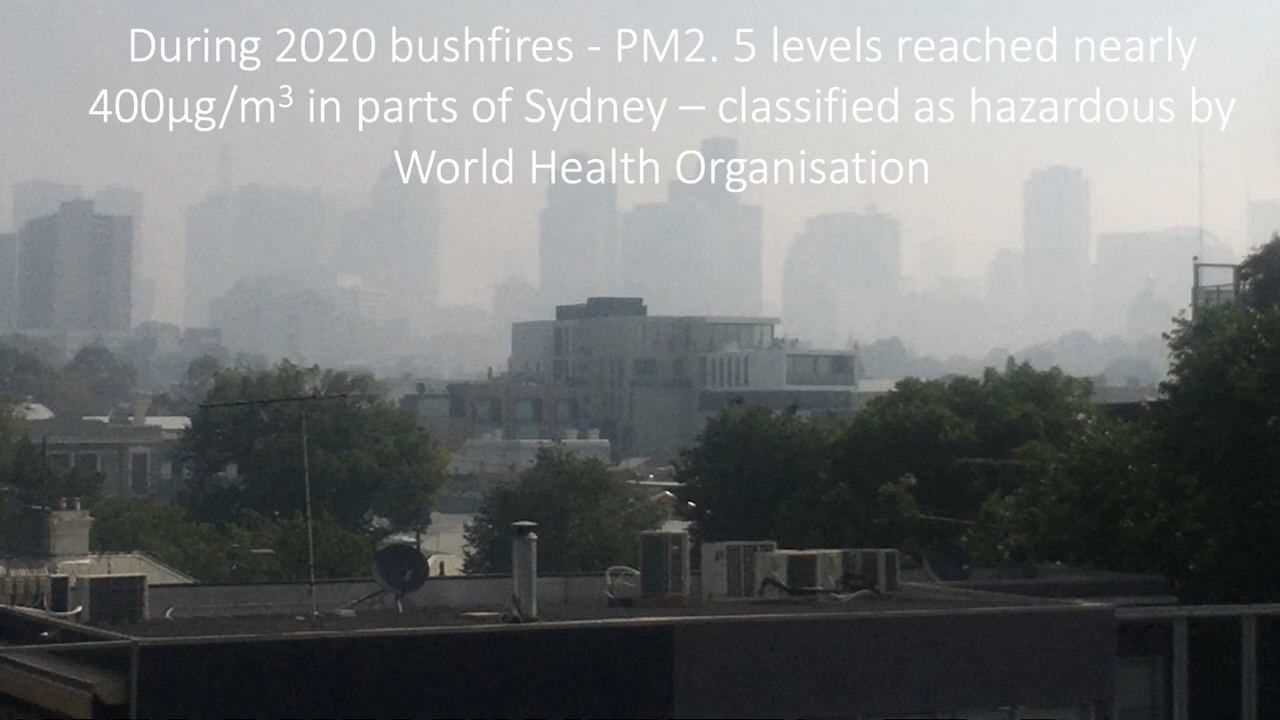 During 2020 bushfires - PM2. 5 levels reached nearly
400µg/m³ in parts of Sydney – classified as hazardous by
World Health Organisation